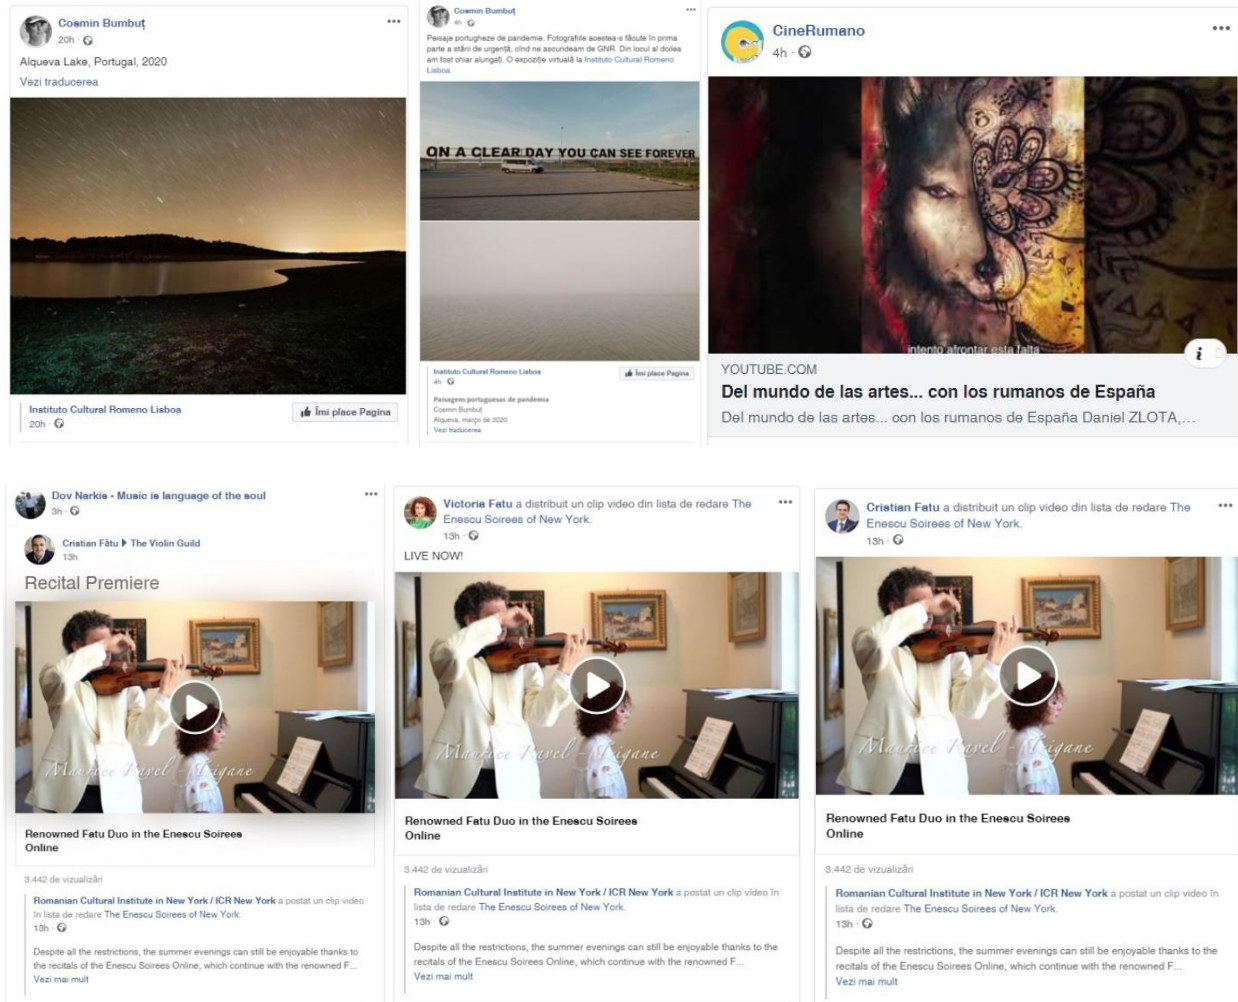 Cosmin Bumbuț
20h
Alqueva Lake, Portugal, 2020
Vezi traducerea
Instituto Cultural Romeno Lisboa
20h
Îmi place Pagina
Cosmin Bumbuț
4h
Peisaje portugheze de pandemie. Fotografiile acestea-s făcute în prima
parte a stării de urgență, cînd ne ascundeam de GNR. Din locul al doilea
am fost chiar alungați. O expoziție virtuală la Instituto Cultural Romeno
Lisboa.
ON A CLEAR DAY YOU CAN SEE FOREVER
Instituto Cultural Romeno Lisboa
4h
Îmi place Pagina
Paisagens portuguesas de pandemia
Cosmin Bumbuț
Alqueva, março de 2020
Vezi traducerea
CineRumano
4h
intento afrontar esta falta
YOUTUBE.COM
Del mundo de las artes... con los rumanos de España
Del mundo de las artes... con los rumanos de España Daniel ZLOTA,...
Dov Narkis - Music is language of the soul
3h
Cristian Fătu ▶ The Violin Guild
13h
Recital Premiere
Maurice Ravel - Tzigane
Renowned Fatu Duo in the Enescu Soirees
Online
3.442 de vizualizări
Romanian Cultural Institute in New York / ICR New York a postat un clip video
în lista de redare The Enescu Soirees of New York.
13h
Despite all the restrictions, the summer evenings can still be enjoyable thanks to
the recitals of the Enescu Soirees Online, which continue with the renowned F...
Vezi mai mult
Victoria Fatu a distribuit un clip video din lista de redare The
Enescu Soirees of New York.
13h
LIVE NOW!
Maurice Ravel - Tzigane
Renowned Fatu Duo in the Enescu Soirees
Online
3.442 de vizualizări
Romanian Cultural Institute in New York / ICR New York a postat un clip video în
lista de redare The Enescu Soirees of New York.
13h
Despite all the restrictions, the summer evenings can still be enjoyable thanks to the
recitals of the Enescu Soirees Online, which continue with the renowned F...
Vezi mai mult
Cristian Fatu a distribuit un clip video din lista de redare The
Enescu Soirees of New York.
13h
Maurice Ravel - Tzigane
Renowned Fatu Duo in the Enescu Soirees
Online
3.442 de vizualizări
Romanian Cultural Institute in New York / ICR New York a postat un clip video în
lista de redare The Enescu Soirees of New York.
13h
Despite all the restrictions, the summer evenings can still be enjoyable thanks to the
recitals of the Enescu Soirees Online, which continue with the renowned F...
Vezi mai mult